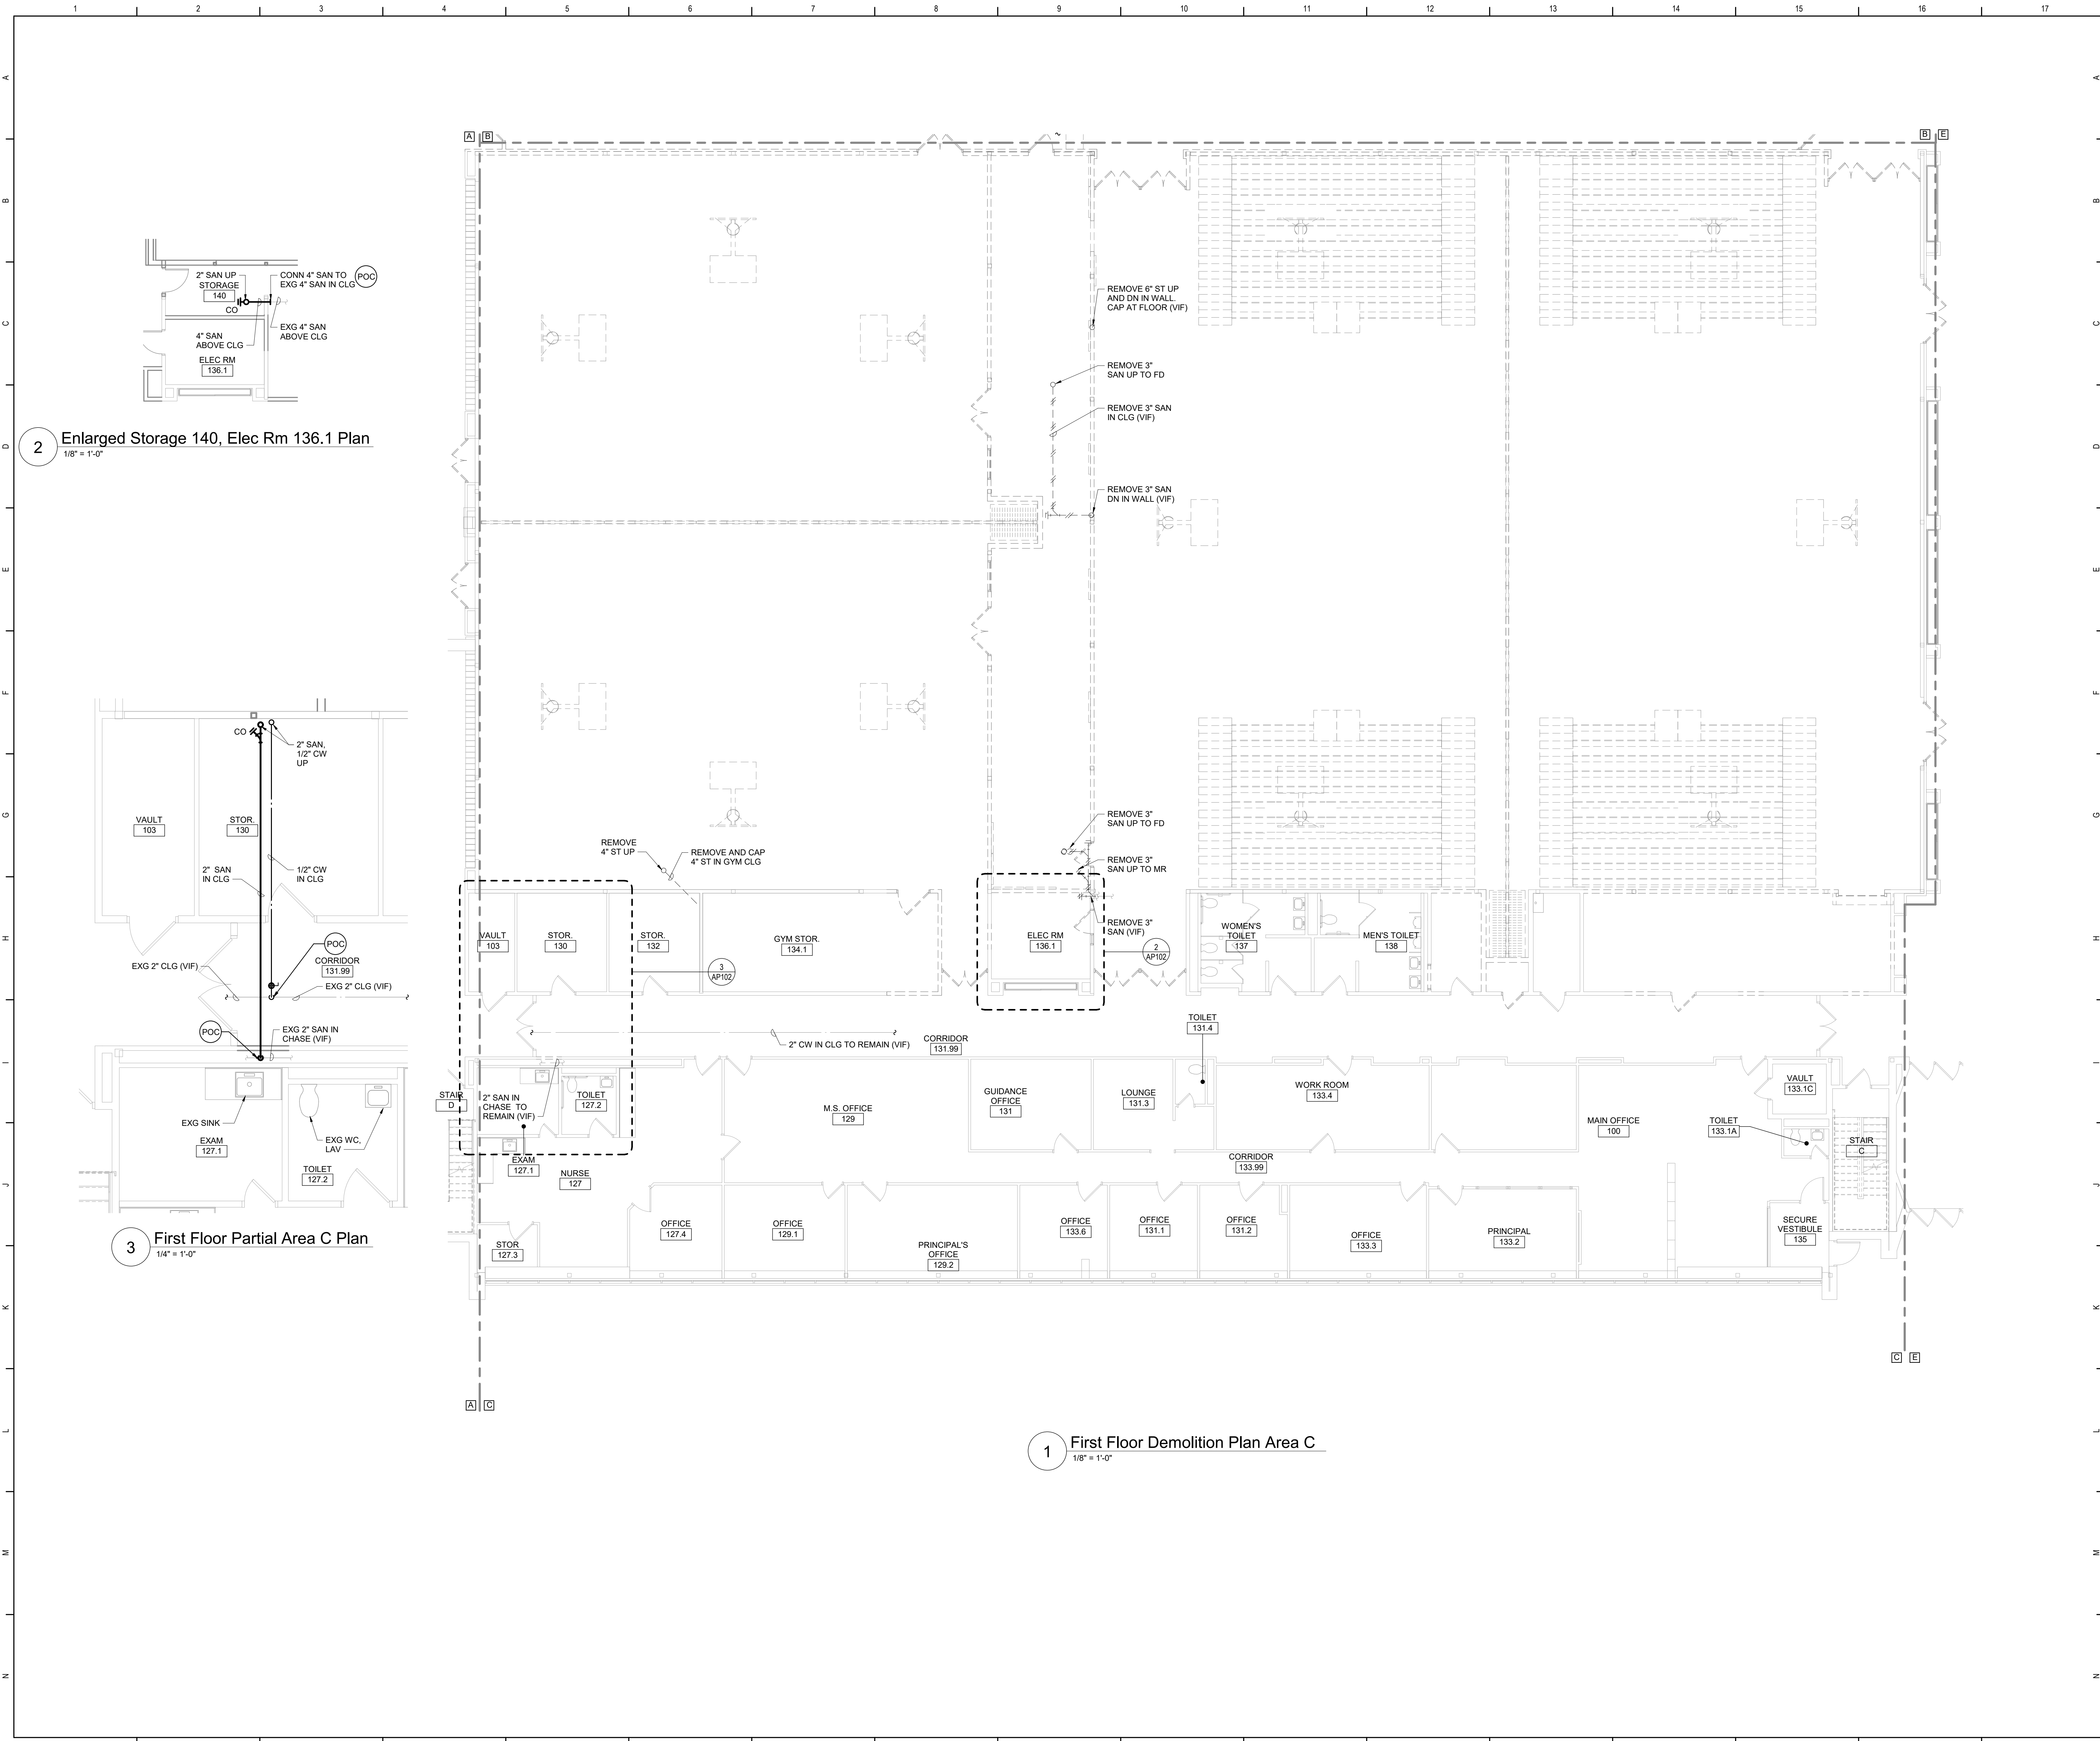 1 2 3 4 5 6 7 8 9 10 11 12 13 14 15 16 17
A
B
C
D
E
F
G
H
I
J
K
L
M
N
A
B
C
D
E
F
G
H
I
J
K
L
M
N
A B
B E
2" SAN UP
STORAGE
140
CO
CONN 4" SAN TO
EXG 4" SAN IN CLG
POC
4" SAN
ABOVE CLG
EXG 4" SAN
ABOVE CLG
ELEC RM
136.1
2
Enlarged Storage 140, Elec Rm 136.1 Plan
1/8" = 1'-0"
CO
2" SAN,
1/2" CW
UP
VAULT
103
STOR.
130
2" SAN
IN CLG
1/2" CW
IN CLG
POC
CORRIDOR
131.99
EXG 2" CLG (VIF)
EXG 2" CLG (VIF)
POC
EXG 2" SAN IN
CHASE (VIF)
EXG SINK
EXAM
127.1
EXG WC,
LAV
TOILET
127.2
3
First Floor Partial Area C Plan
1/4" = 1'-0"
REMOVE 6" ST UP
AND DN IN WALL.
CAP AT FLOOR (VIF)
REMOVE 3"
SAN UP TO FD
REMOVE 3" SAN
IN CLG (VIF)
REMOVE 3" SAN
DN IN WALL (VIF)
REMOVE
4" ST UP
REMOVE AND CAP
4" ST IN GYM CLG
REMOVE 3"
SAN UP TO FD
REMOVE 3"
SAN UP TO MR
REMOVE 3"
SAN (VIF)
VAULT
103
STOR.
130
STOR.
132
GYM STOR.
134.1
ELEC RM
136.1
WOMEN'S
TOILET
137
MEN'S TOILET
138
3
AP102
2
AP102
2" CW IN CLG TO REMAIN (VIF)
CORRIDOR
131.99
TOILET
131.4
STAIR
D
2" SAN IN
CHASE TO
REMAIN (VIF)
TOILET
127.2
M.S. OFFICE
129
GUIDANCE
OFFICE
131
LOUNGE
131.3
WORK ROOM
133.4
MAIN OFFICE
100
VAULT
133.1C
TOILET
133.1A
STAIR
C
EXAM
127.1
NURSE
127
CORRIDOR
133.99
STOR
127.3
OFFICE
127.4
OFFICE
129.1
PRINCIPAL'S
OFFICE
129.2
OFFICE
133.6
OFFICE
131.1
OFFICE
131.2
OFFICE
133.3
PRINCIPAL
133.2
SECURE
VESTIBULE
135
C E
A C
1
First Floor Demolition Plan Area C
1/8" = 1'-0"